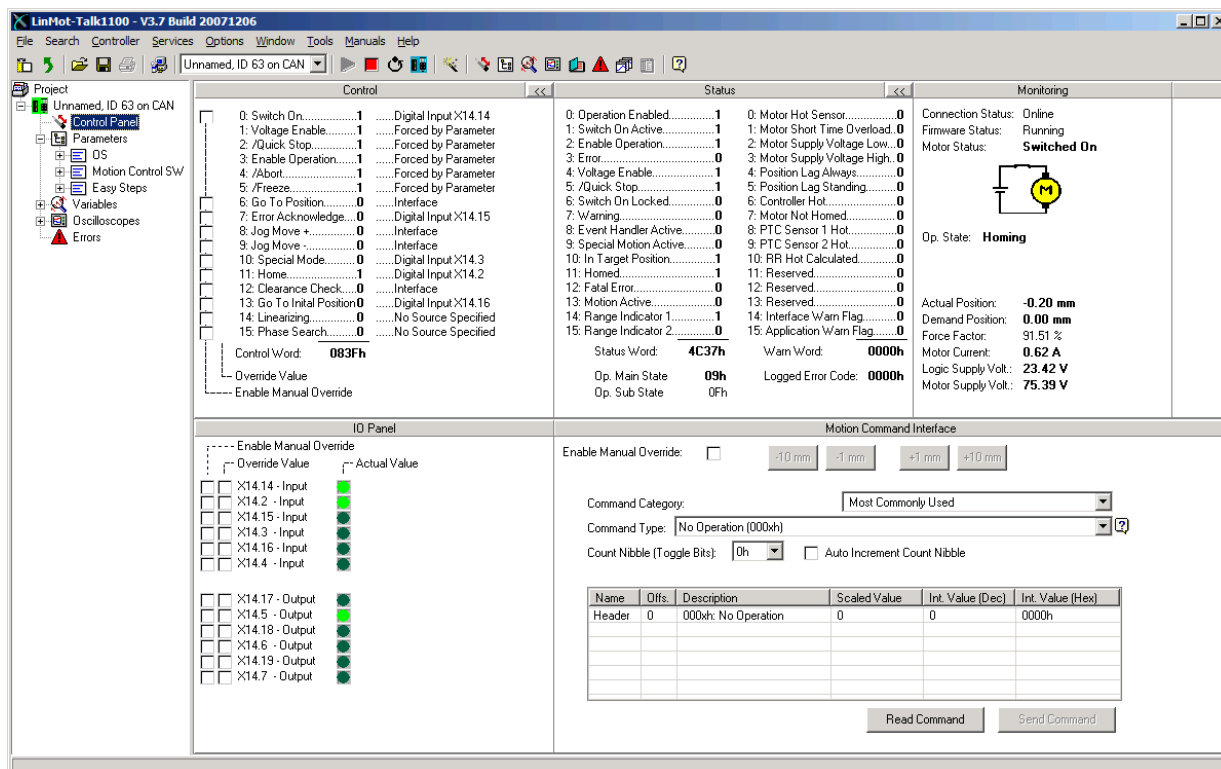 LinMot-Talk1100 - V3.7 Build 20071206
File Search Controller Services Options Window Tools Manuals Help
Unnamed, ID 63 on CAN
Project
Unnamed, ID 63 on CAN
Control Panel
Parameters
OS
Motion Control SW
Easy Steps
Variables
Oscilloscopes
Errors
Control <<
0: Switch On..........1 ......Digital Input X14.14
1: Voltage Enable....1 ......Forced by Parameter
2: /Quick Stop........1 ......Forced by Parameter
3: Enable Operation.......1 ......Forced by Parameter
4: /Abort................1 ......Forced by Parameter
5: /Freeze..............1 ......Forced by Parameter
6: Go To Position.....0 ......Interface
7: Error Acknowledge....0 ......Digital Input X14.15
8: Jog Move +.........0 ......Interface
9: Jog Move -..........0 ......Interface
10: Special Mode......0 ......Digital Input X14.3
11: Home................1 ......Digital Input X14.2
12: Clearance Check....0 ......Interface
13: Go To Inital Position0 ......Digital Input X14.16
14: Linearizing.........0 ......No Source Specified
15: Phase Search.......0 ......No Source Specified
Control Word: 083Fh
Override Value
Enable Manual Override
Status <<
0: Operation Enabled..........1
1: Switch On Active............1
2: Enable Operation............1
3: Error............................0
4: Voltage Enable...............1
5: /Quick Stop...................1
6: Switch On Locked...........0
7: Warning........................0
8: Event Handler Active.......0
9: Special Motion Active.......0
10: In Target Position..........1
11: Homed........................1
12: Fatal Error....................0
13: Motion Active...............0
14: Range Indicator 1..........1
15: Range Indicator 2..........0
Status Word: 4C37h
Op. Main State 09h
Op. Sub State 0Fh
0: Motor Hot Sensor............0
1: Motor Short Time Overload..0
2: Motor Supply Voltage Low...0
3: Motor Supply Voltage High..0
4: Position Lag Always..........0
5: Position Lag Standing........0
6: Controller Hot.................0
7: Motor Not Homed............0
8: PTC Sensor 1 Hot............0
9: PTC Sensor 2 Hot............0
10: RR Hot Calculated..........0
11: Reserved.....................0
12: Reserved.....................0
13: Reserved.....................0
14: Interface Warn Flag........0
15: Application Warn Flag......0
Warn Word: 0000h
Logged Error Code: 0000h
Monitoring
Connection Status: Online
Firmware Status: Running
Motor Status: Switched On
M
Op. State: Homing
Actual Position: -0.20 mm
Demand Position: 0.00 mm
Force Factor: 91.51 %
Motor Current: 0.62 A
Logic Supply Volt.: 23.42 V
Motor Supply Volt.: 75.39 V
IO Panel
Enable Manual Override
Override Value Actual Value
X14.14 - Input
X14.2 - Input
X14.15 - Input
X14.3 - Input
X14.16 - Input
X14.4 - Input
X14.17 - Output
X14.5 - Output
X14.18 - Output
X14.6 - Output
X14.19 - Output
X14.7 - Output
Motion Command Interface
Enable Manual Override: -10 mm -1 mm +1 mm +10 mm
Command Category: Most Commonly Used
Command Type: No Operation (000xh)
Count Nibble (Toggle Bits): 0h Auto Increment Count Nibble
Name Offs. Description Scaled Value Int. Value (Dec) Int. Value (Hex)
Header 0 000xh: No Operation 0 0 0000h
Read Command Send Command